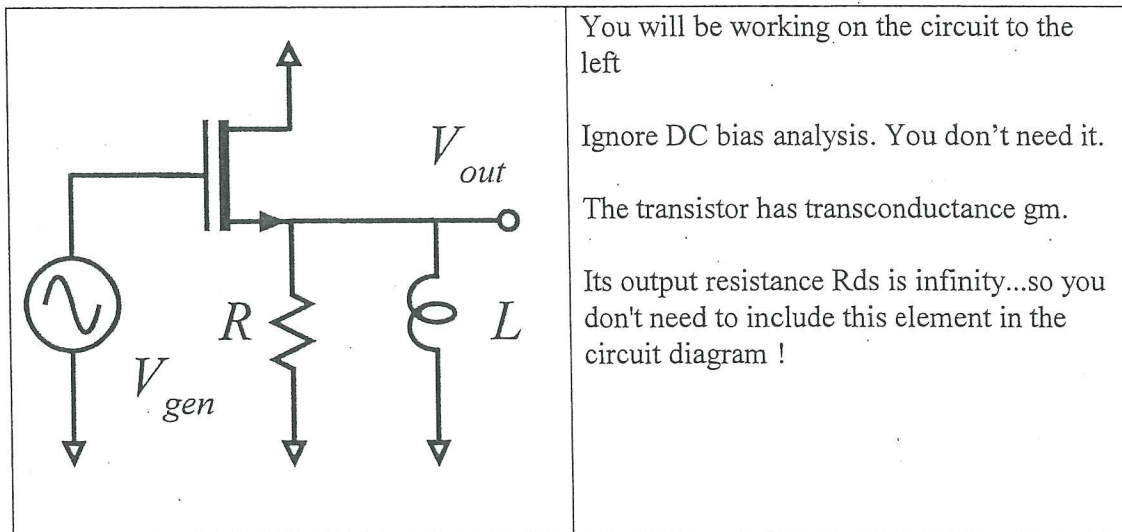 You will be working on the circuit to the
left
Ignore DC bias analysis. You don't need it.
The transistor has transconductance gm.
Its output resistance Rds is infinity...so you
don't need to include this element in the
circuit diagram !
V out
R
L
V gen